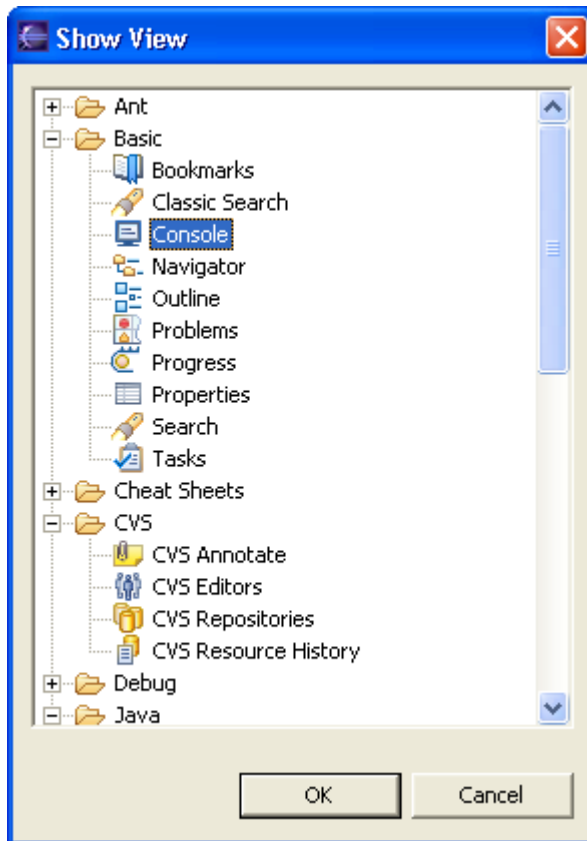 Show View
Ant
Basic
Bookmarks
Classic Search
Console
Navigator
Outline
Problems
Progress
Properties
Search
Tasks
Cheat Sheets
CVS
CVS Annotate
CVS Editors
CVS Repositories
CVS Resource History
Debug
Java
OK Cancel